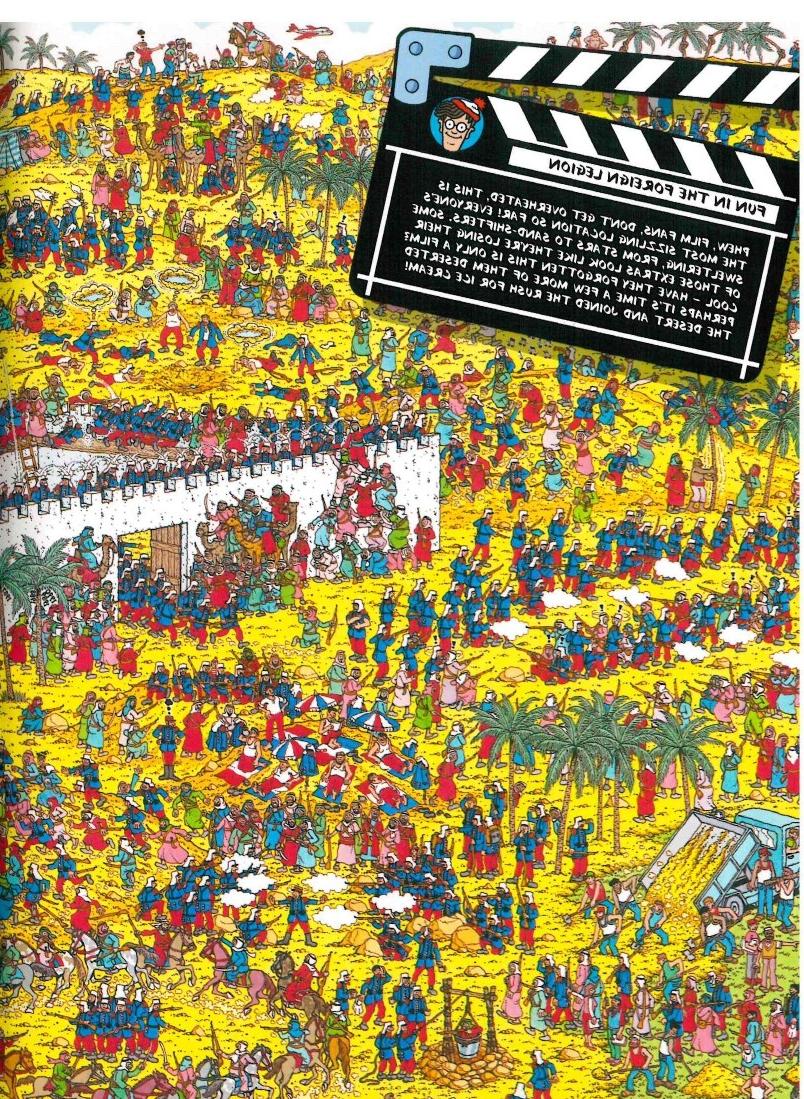 FUN IN THE FOREIGN LEGION
PHEW, FILM FANS, DON'T GET OVERHEATED. THIS IS
THE MOST SIZZLING LOCATION SO FAR! EVERYONE'S
SWELTERING, FROM STARS TO SAND-SHIFTERS. SOME
OF THOSE EXTRAS LOOK LIKE THEY'RE LOSING THEIR
COOL – HAVE THEY FORGOTTEN THIS IS ONLY A FILM?
PERHAPS IT'S TIME A FEW MORE OF THEM DESERTED
THE DESERT AND JOINED THE RUSH FOR ICE CREAM!